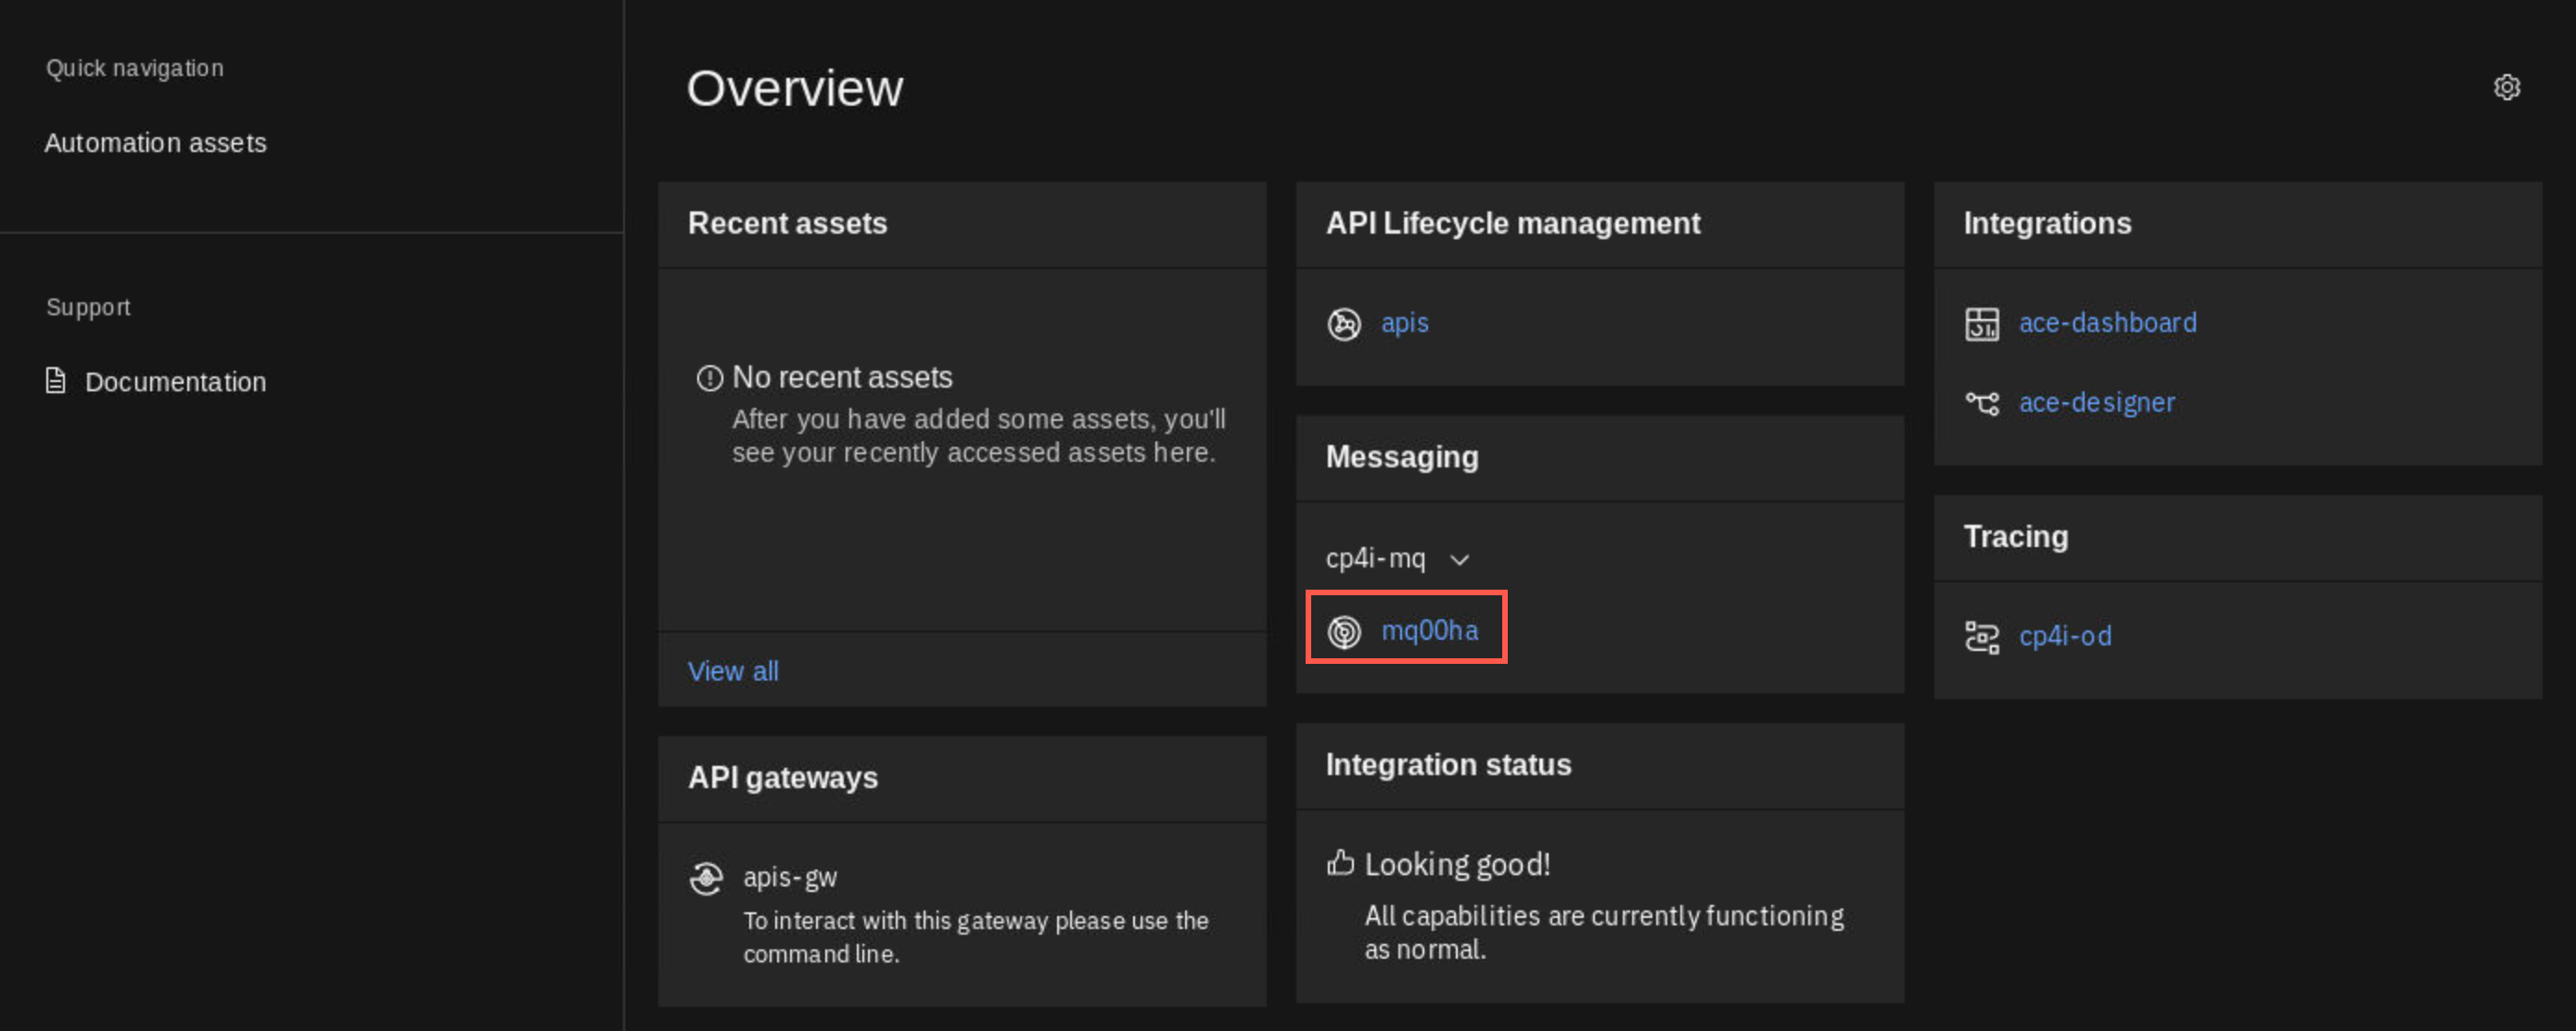 Quick navigation
Automation assets
Support
Documentation
Overview
Recent assets
No recent assets
After you have added some assets, you'll
see your recently accessed assets here.
View all
API gateways
apis-gw
To interact with this gateway please use the
command line.
API Lifecycle management
apis
Messaging
cp4i-mq
mq00ha
Integration status
Looking good!
All capabilities are currently functioning
as normal.
Integrations
ace-dashboard
ace-designer
Tracing
cp4i-od